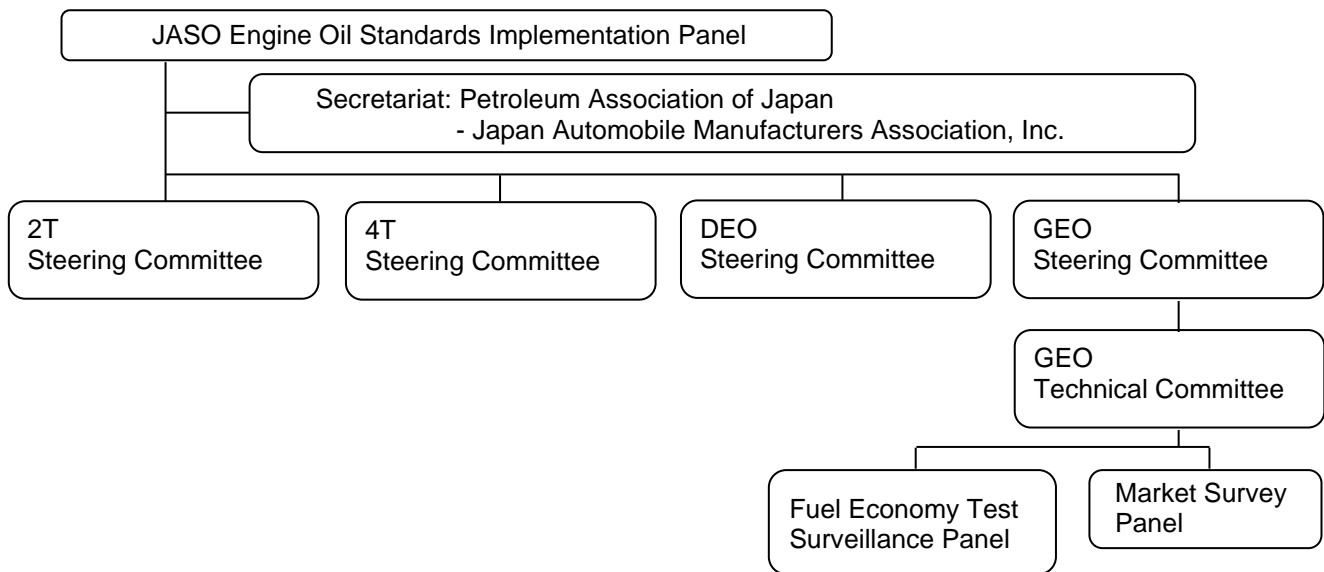 JASO Engine Oil Standards Implementation Panel
Secretariat: Petroleum Association of Japan
- Japan Automobile Manufacturers Association, Inc.
2T
Steering Committee
4T
Steering Committee
DEO
Steering Committee
GEO
Steering Committee
GEO
Technical Committee
Fuel Economy Test
Surveillance Panel
Market Survey
Panel